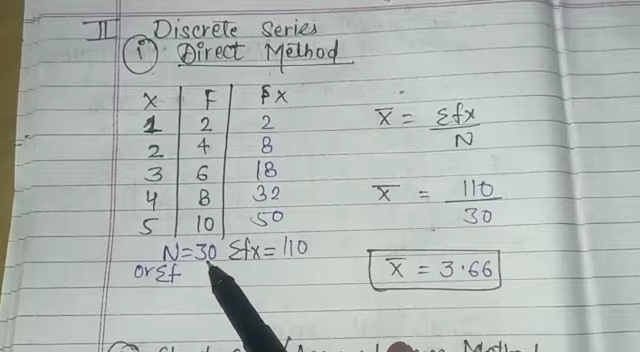 II Discrete Series
(i) Direct Method
X F FX
1 2 2
2 4 8
3 6 18
4 8 32
5 10 50
N=30 Σfx=110
or Σf
X̄ = Σfx / N
X̄ = 110 / 30
X̄ = 3.66
Method